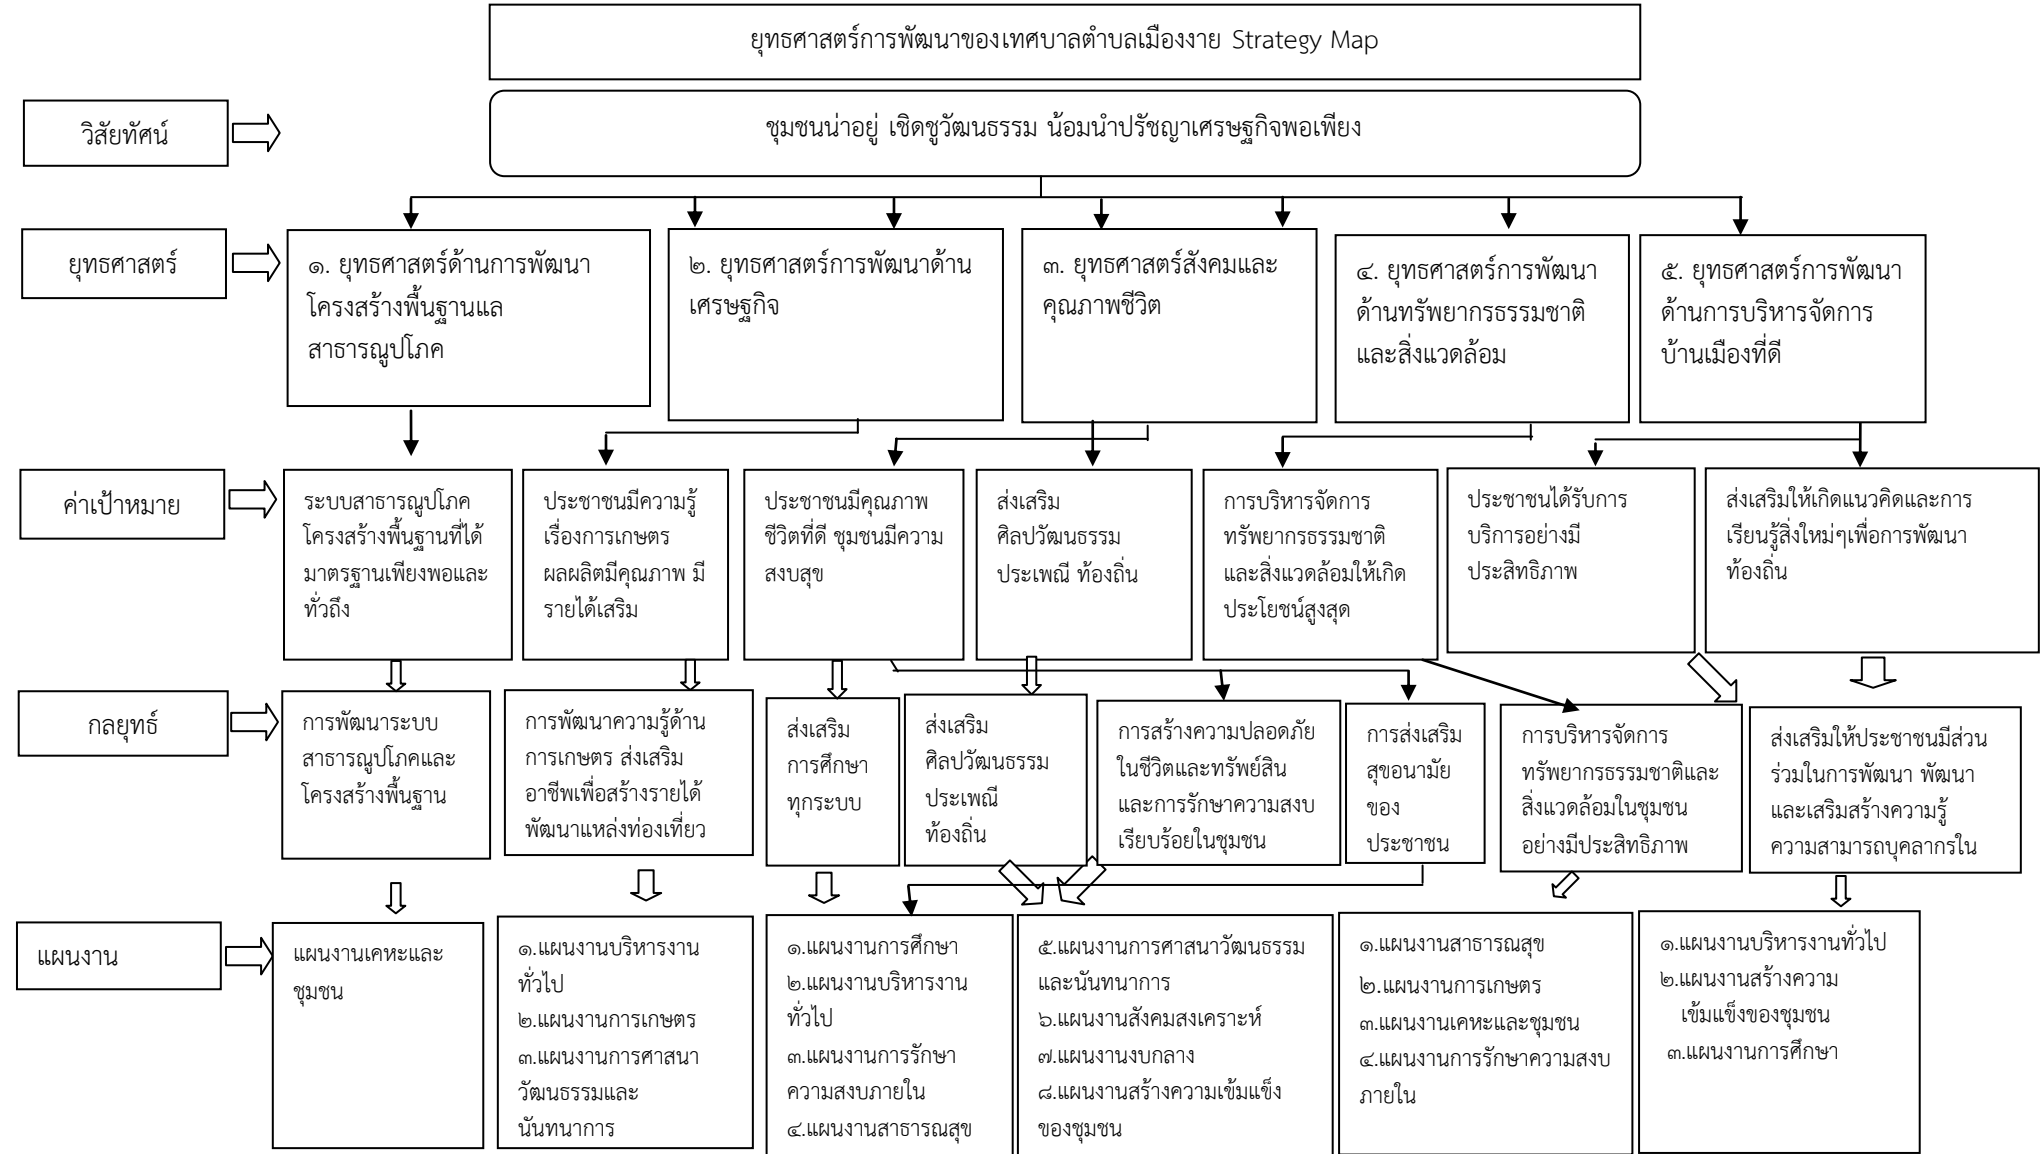 ยุทธศาสตร์การพัฒนาของเทศบาลตำบลเมืองงาย Strategy Map
วิสัยทัศน์
ชุมชนน่าอยู่ เชิดชูวัฒนธรรม น้อมนำปรัชญาเศรษฐกิจพอเพียง
ยุทธศาสตร์
๑. ยุทธศาสตร์ด้านการพัฒนา
โครงสร้างพื้นฐานแล
สาธารณูปโภค
๒. ยุทธศาสตร์การพัฒนาด้าน
เศรษฐกิจ
๓. ยุทธศาสตร์สังคมและ
คุณภาพชีวิต
๔. ยุทธศาสตร์การพัฒนา
ด้านทรัพยากรธรรมชาติ
และสิ่งแวดล้อม
๕. ยุทธศาสตร์การพัฒนา
ด้านการบริหารจัดการ
บ้านเมืองที่ดี
ค่าเป้าหมาย
ระบบสาธารณูปโภค
โครงสร้างพื้นฐานที่ได้
มาตรฐานเพียงพอและ
ทั่วถึง
ประชาชนมีความรู้
เรื่องการเกษตร
ผลผลิตมีคุณภาพ มี
รายได้เสริม
ประชาชนมีคุณภาพ
ชีวิตที่ดี ชุมชนมีความ
สงบสุข
ส่งเสริม
ศิลปวัฒนธรรม
ประเพณี ท้องถิ่น
การบริหารจัดการ
ทรัพยากรธรรมชาติ
และสิ่งแวดล้อมให้เกิด
ประโยชน์สูงสุด
ประชาชนได้รับการ
บริการอย่างมี
ประสิทธิภาพ
ส่งเสริมให้เกิดแนวคิดและการ
เรียนรู้สิ่งใหม่ๆเพื่อการพัฒนา
ท้องถิ่น
กลยุทธ์
การพัฒนาระบบ
สาธารณูปโภคและ
โครงสร้างพื้นฐาน
การพัฒนาความรู้ด้าน
การเกษตร ส่งเสริม
อาชีพเพื่อสร้างรายได้
พัฒนาแหล่งท่องเที่ยว
ส่งเสริม
การศึกษา
ทุกระบบ
ส่งเสริม
ศิลปวัฒนธรรม
ประเพณี
ท้องถิ่น
การสร้างความปลอดภัย
ในชีวิตและทรัพย์สิน
และการรักษาความสงบ
เรียบร้อยในชุมชน
การส่งเสริม
สุขอนามัย
ของ
ประชาชน
การบริหารจัดการ
ทรัพยากรธรรมชาติและ
สิ่งแวดล้อมในชุมชน
อย่างมีประสิทธิภาพ
ส่งเสริมให้ประชาชนมีส่วน
ร่วมในการพัฒนา พัฒนา
และเสริมสร้างความรู้
ความสามารถบุคลากรใน
แผนงาน
แผนงานเคหะและ
ชุมชน
๑.แผนงานบริหารงาน
ทั่วไป
๒.แผนงานการเกษตร
๓.แผนงานการศาสนา
วัฒนธรรมและ
นันทนาการ
๑.แผนงานการศึกษา
๒.แผนงานบริหารงาน
ทั่วไป
๓.แผนงานการรักษา
ความสงบภายใน
๔.แผนงานสาธารณสุข
๕.แผนงานการศาสนาวัฒนธรรม
และนันทนาการ
๖.แผนงานสังคมสงเคราะห์
๗.แผนงานงบกลาง
๘.แผนงานสร้างความเข้มแข็ง
ของชุมชน
๑.แผนงานสาธารณสุข
๒.แผนงานการเกษตร
๓.แผนงานเคหะและชุมชน
๔.แผนงานการรักษาความสงบ
ภายใน
๑.แผนงานบริหารงานทั่วไป
๒.แผนงานสร้างความ
เข้มแข็งของชุมชน
๓.แผนงานการศึกษา